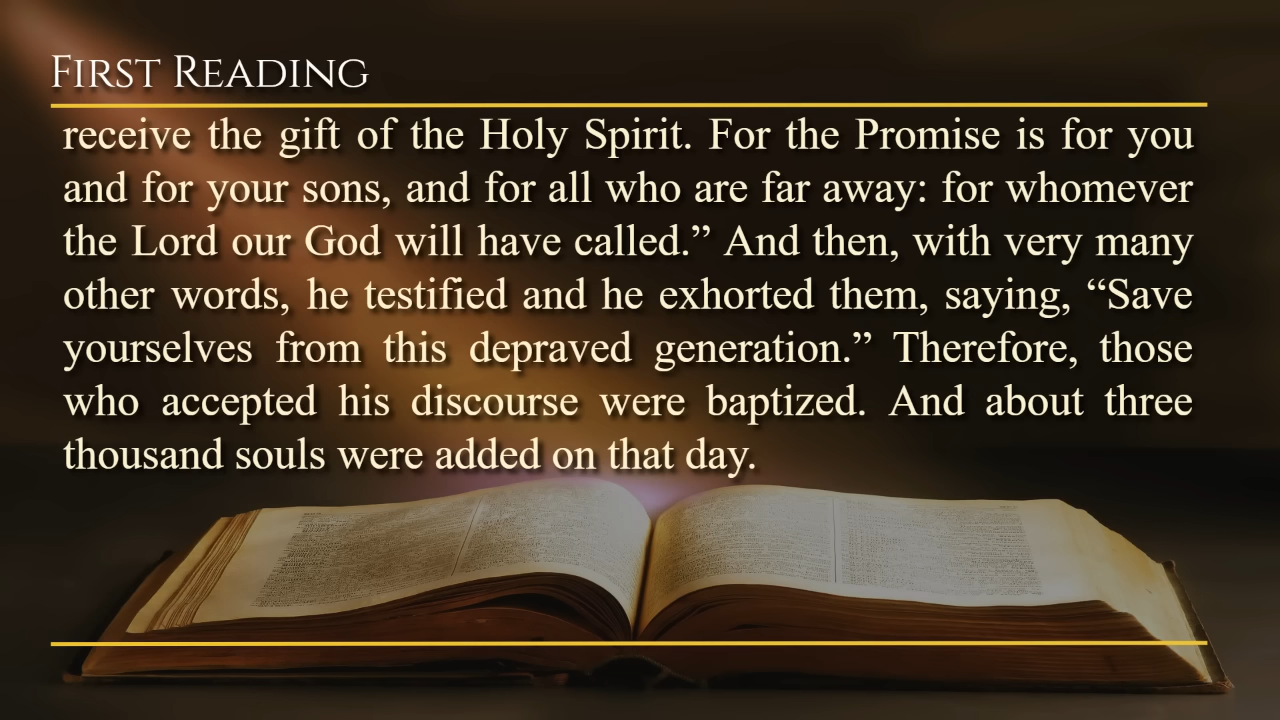 First Reading
receive the gift of the Holy Spirit. For the Promise is for you
and for your sons, and for all who are far away: for whomever
the Lord our God will have called.” And then, with very many
other words, he testified and he exhorted them, saying, “Save
yourselves from this depraved generation.” Therefore, those
who accepted his discourse were baptized. And about three
thousand souls were added on that day.